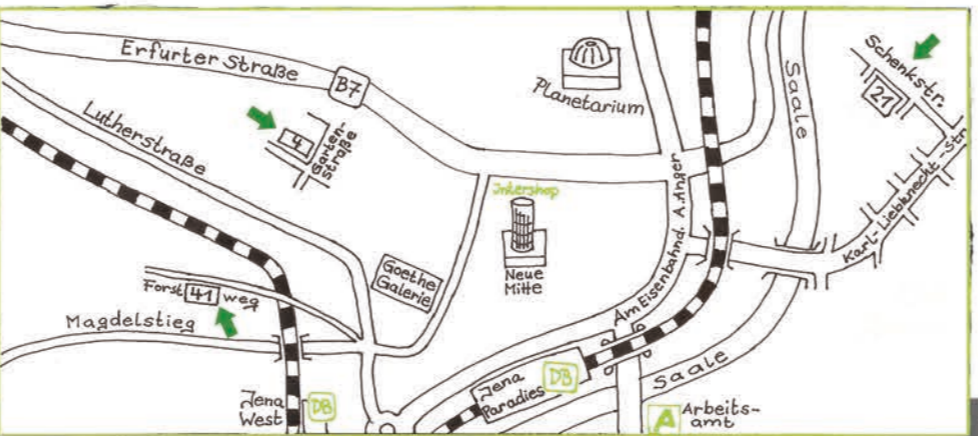 Erfurter Straße
B7
Planetarium
Saale
Schenkstr.
21
Lutherstraße
4
Garten-
straße
Intershop
Neue
Mitte
A. Anger
Am Eisenbahnd.
Karl-Liebknecht-Str.
Goethe
Galerie
Forst 41 weg
Magdelstieg
Jena
West
DB
Jena
Paradies
DB
Saale
A
Arbeits-
amt